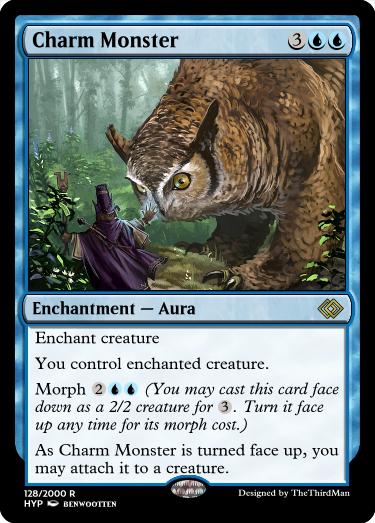 Charm Monster 3
Enchantment — Aura
Enchant creature
You control enchanted creature.
Morph 2 (You may cast this card face
down as a 2/2 creature for 3. Turn it face
up any time for its morph cost.)
As Charm Monster is turned face up, you
may attach it to a creature.
128/2000 R
HYP BENWOOTTEN
Designed by TheThirdMan